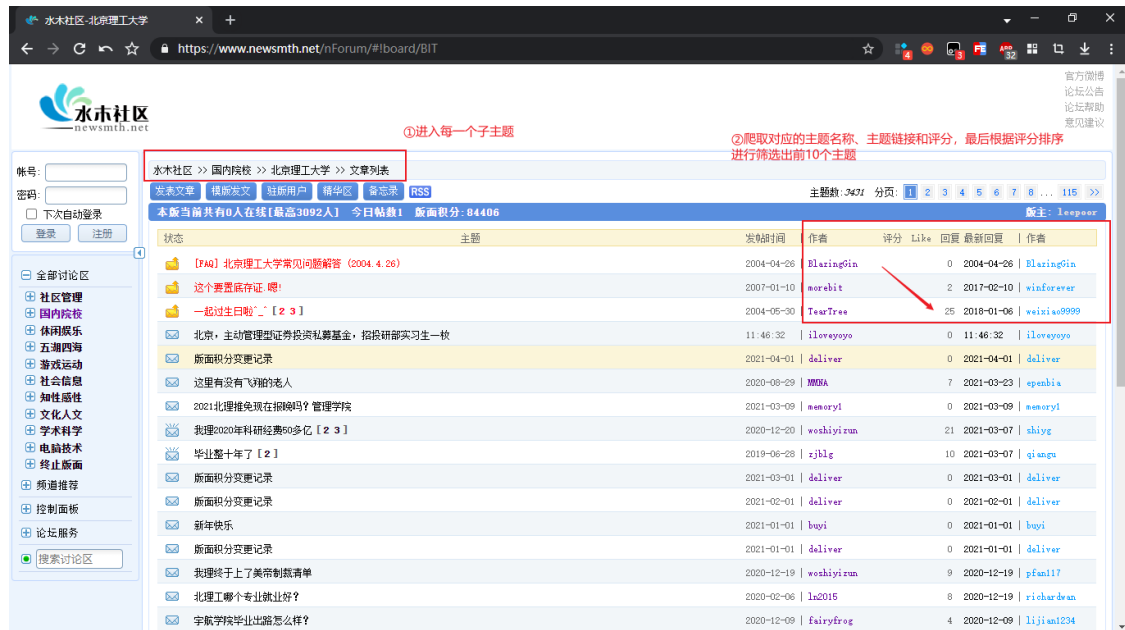 水木社区-北京理工大学
https://www.newsmth.net/nForum/#!board/BIT
4 3 FE 32
官方微博
论坛公告
论坛帮助
意见建议
水木社区
newsmth.net
①进入每一个子主题
②爬取对应的主题名称、主题链接和评分，最后根据评分排序
进行筛选出前10个主题
帐号:
密码:
下次自动登录
登录 注册
全部讨论区
社区管理
国内院校
休闲娱乐
五湖四海
游戏运动
社会信息
知性感性
文化人文
学术科学
电脑技术
终止版面
频道推荐
控制面板
论坛服务
搜索讨论区
水木社区 >> 国内院校 >> 北京理工大学 >> 文章列表
发表文章 模版发文 驻版用户 精华区 备忘录 RSS
主题数:3431 分页: 1 2 3 4 5 6 7 8 ... 115 >>
本版当前共有0人在线[最高3092人] 今日帖数1 版面积分:84406 版主: leepoor
状态 主题 发帖时间 | 作者 评分 Like 回复 最新回复 | 作者
[FAQ] 北京理工大学常见问题解答 (2004.4.26) 2004-04-26 | BlazingGin 0 2004-04-26 | BlazingGin
这个要置底存证.嗯! 2007-01-10 | morebit 2 2017-02-10 | winforever
一起过生日啦^_^ [ 2 3 ] 2004-05-30 | TearTree 25 2018-01-06 | weixiao9999
北京，主动管理型证券投资私募基金，招投研部实习生一枚 11:46:32 | iloveyoyo 0 11:46:32 | iloveyoyo
版面积分变更记录 2021-04-01 | deliver 0 2021-04-01 | deliver
这里有没有飞翔的老人 2020-08-29 | MMNA 7 2021-03-23 | epenbia
2021北理推免现在报晚吗? 管理学院 2021-03-09 | memory1 0 2021-03-09 | memory1
我理2020年科研经费50多亿 [ 2 3 ] 2020-12-20 | woshiyizun 21 2021-03-07 | shiyg
毕业整十年了 [ 2 ] 2019-06-28 | zjblg 10 2021-03-07 | qiangu
版面积分变更记录 2021-03-01 | deliver 0 2021-03-01 | deliver
版面积分变更记录 2021-02-01 | deliver 0 2021-02-01 | deliver
新年快乐 2021-01-01 | buyi 0 2021-01-01 | buyi
版面积分变更记录 2021-01-01 | deliver 0 2021-01-01 | deliver
我理终于上了美帝制裁清单 2020-12-19 | woshiyizun 9 2020-12-19 | pfan117
北理工哪个专业就业好? 2020-02-06 | ln2015 8 2020-12-19 | richardwan
宇航学院毕业出路怎么样? 2020-12-09 | fairyfrog 4 2020-12-09 | lijian1234